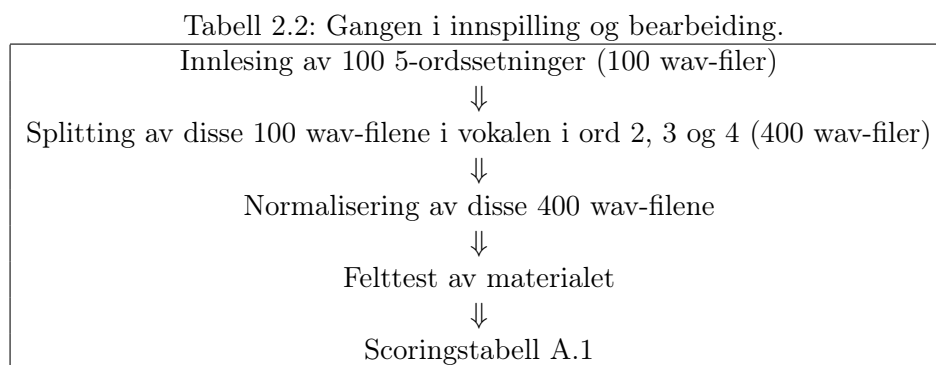 Tabell 2.2: Gangen i innspilling og bearbeiding.
Innlesing av 100 5-ordssetninger (100 wav-filer)
⇓
Splitting av disse 100 wav-filene i vokalen i ord 2, 3 og 4 (400 wav-filer)
⇓
Normalisering av disse 400 wav-filene
⇓
Felttest av materialet
⇓
Scoringstabell A.1